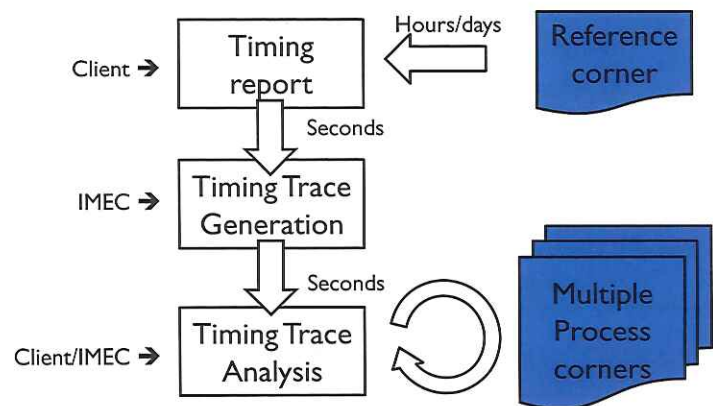 Hours/days
Timing
report
Reference
corner
Client →
Seconds
Timing Trace
Generation
IMEC →
Seconds
Timing Trace
Analysis
Client/IMEC →
Multiple
Process
corners